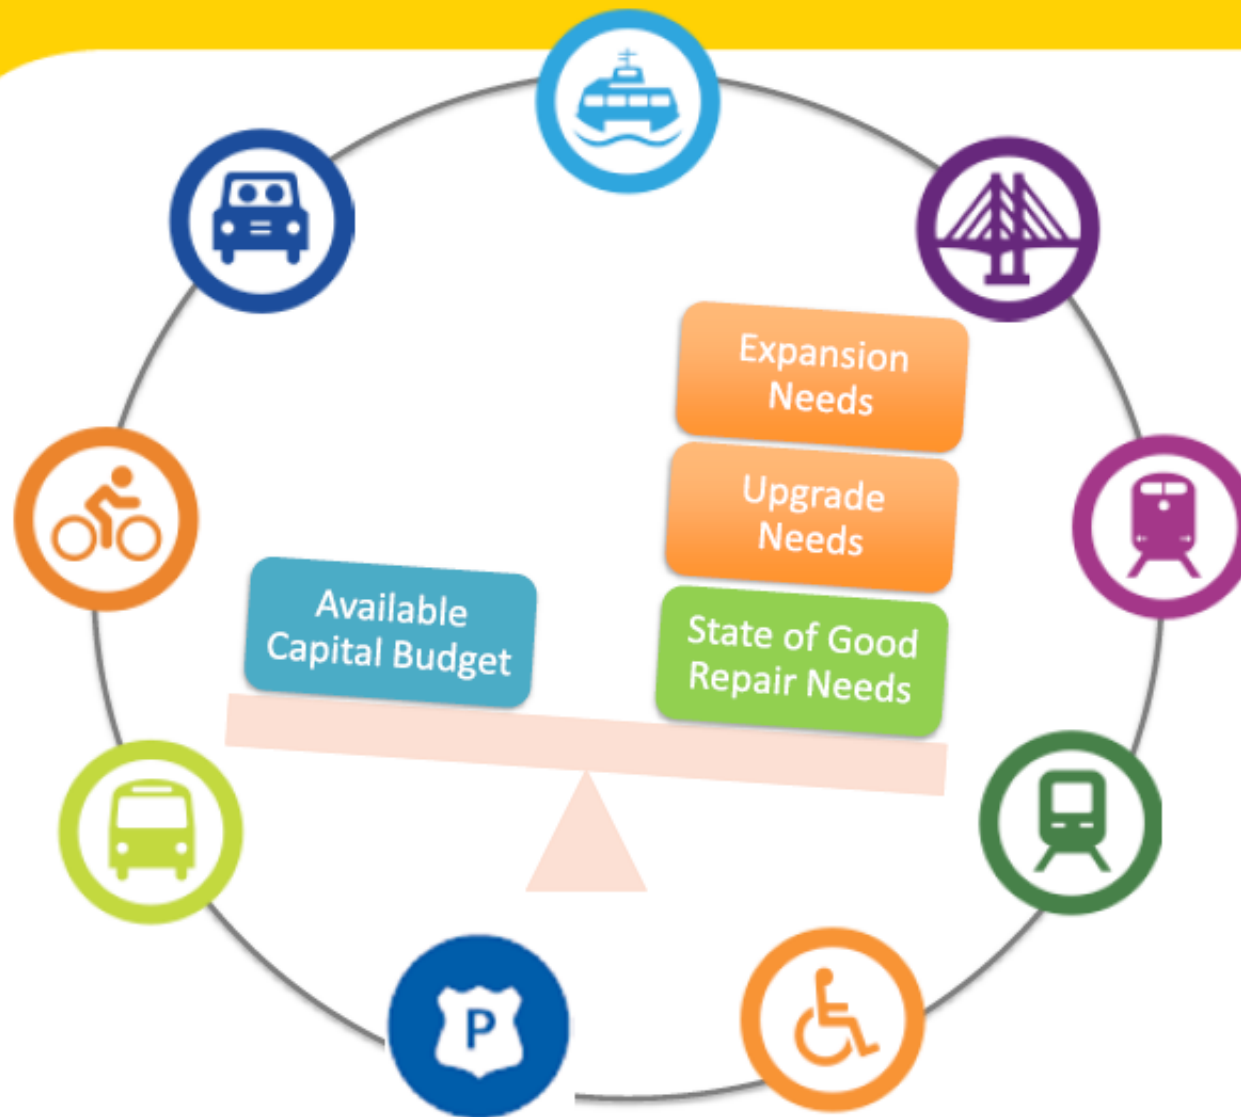 Expansion
Needs
Upgrade
Needs
Available
Capital Budget
State of Good
Repair Needs
P